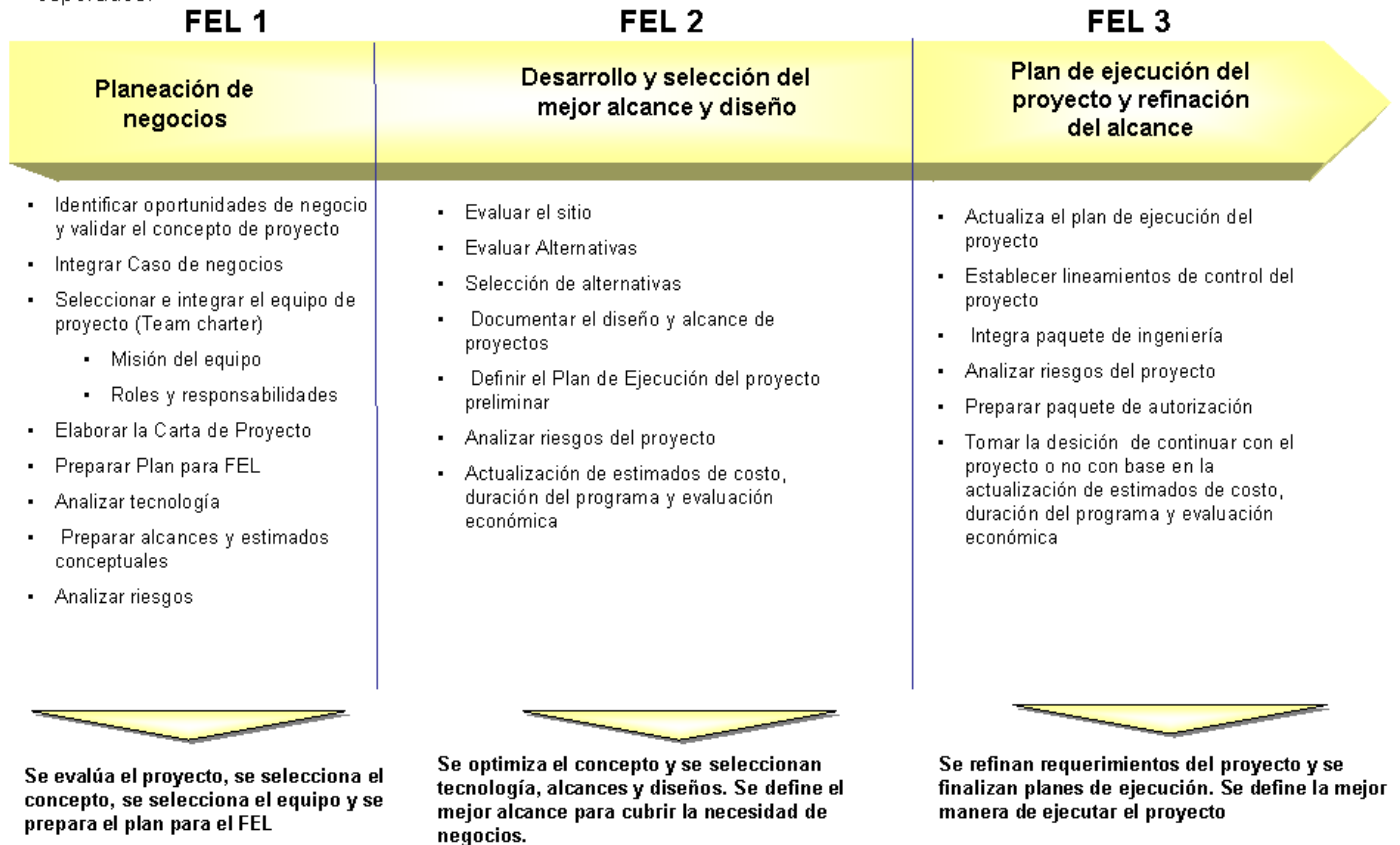 FEL 1
Planeación de
negocios
▪ Identificar oportunidades de negocio
y validar el concepto de proyecto
▪ Integrar Caso de negocios
▪ Seleccionar e integrar el equipo de
proyecto (Team charter)
▪ Misión del equipo
▪ Roles y responsabilidades
▪ Elaborar la Carta de Proyecto
▪ Preparar Plan para FEL
▪ Analizar tecnología
▪ Preparar alcances y estimados
conceptuales
▪ Analizar riesgos
Se evalúa el proyecto, se selecciona el
concepto, se selecciona el equipo y se
prepara el plan para el FEL
FEL 2
Desarrollo y selección del
mejor alcance y diseño
▪ Evaluar el sitio
▪ Evaluar Alternativas
▪ Selección de alternativas
▪ Documentar el diseño y alcance de
proyectos
▪ Definir el Plan de Ejecución del proyecto
preliminar
▪ Analizar riesgos del proyecto
▪ Actualización de estimados de costo,
duración del programa y evaluación
económica
Se optimiza el concepto y se seleccionan
tecnología, alcances y diseños. Se define el
mejor alcance para cubrir la necesidad de
negocios.
FEL 3
Plan de ejecución del
proyecto y refinación
del alcance
▪ Actualiza el plan de ejecución del
proyecto
▪ Establecer lineamientos de control del
proyecto
▪ Integra paquete de ingeniería
▪ Analizar riesgos del proyecto
▪ Preparar paquete de autorización
▪ Tomar la desición de continuar con el
proyecto o no con base en la
actualización de estimados de costo,
duración del programa y evaluación
económica
Se refinan requerimientos del proyecto y se
finalizan planes de ejecución. Se define la mejor
manera de ejecutar el proyecto